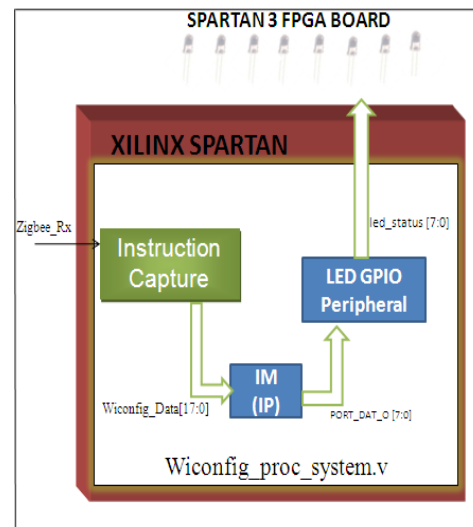 SPARTAN 3 FPGA BOARD
XILINX SPARTAN
Zigbee_Rx
led_status [7:0]
Instruction
Capture
LED GPIO
Peripheral
IM
(IP)
Wiconfig_Data[17:0]
PORT_DAT_O [7:0]
Wiconfig_proc_system.v